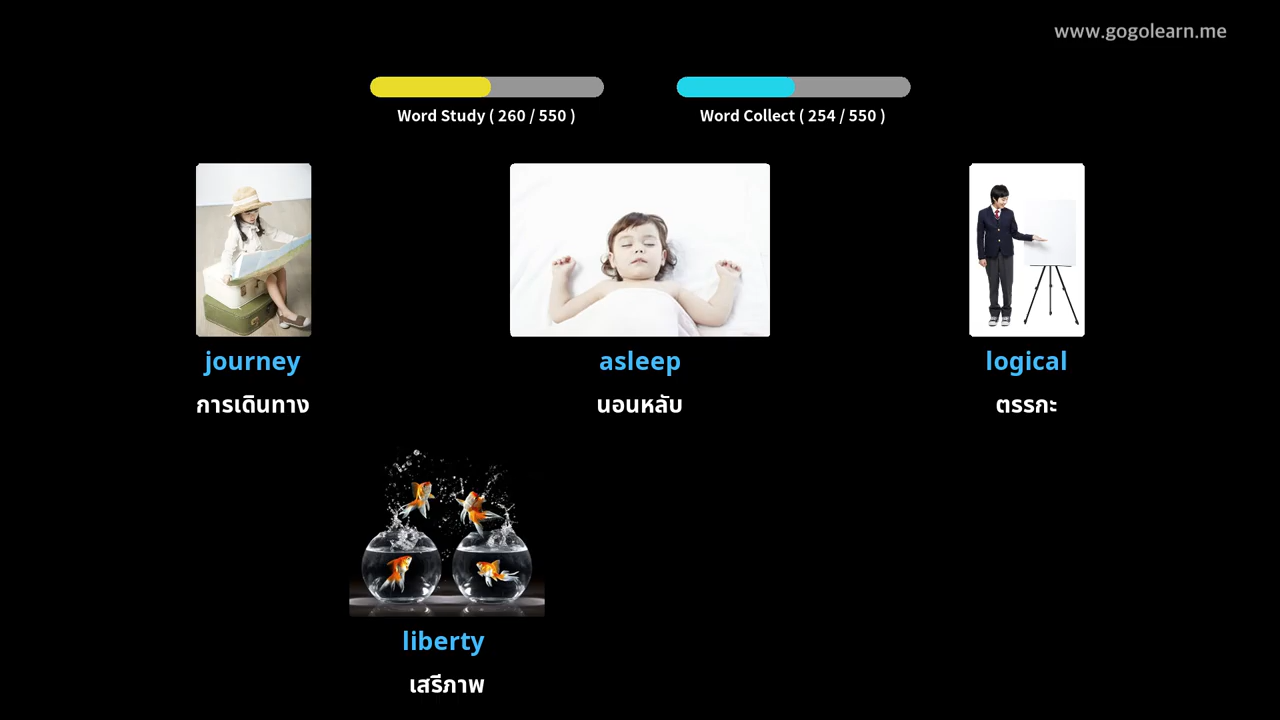 www.gogolearn.me
Word Study ( 260 / 550 )
Word Collect ( 254 / 550 )
journey
การเดินทาง
asleep
นอนหลับ
logical
ตรรกะ
liberty
เสรีภาพ